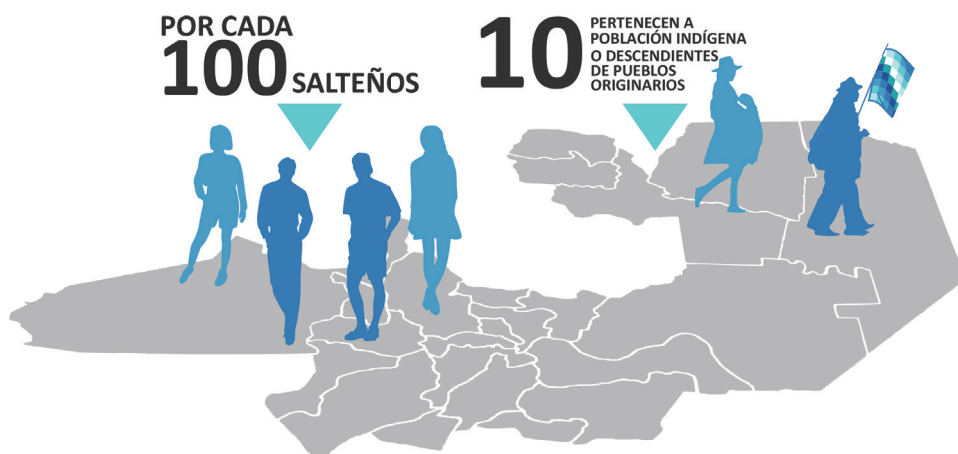 POR CADA
100 SALTEÑOS
10 PERTENECEN A
POBLACIÓN INDÍGENA
O DESCENDIENTES
DE PUEBLOS
ORIGINARIOS